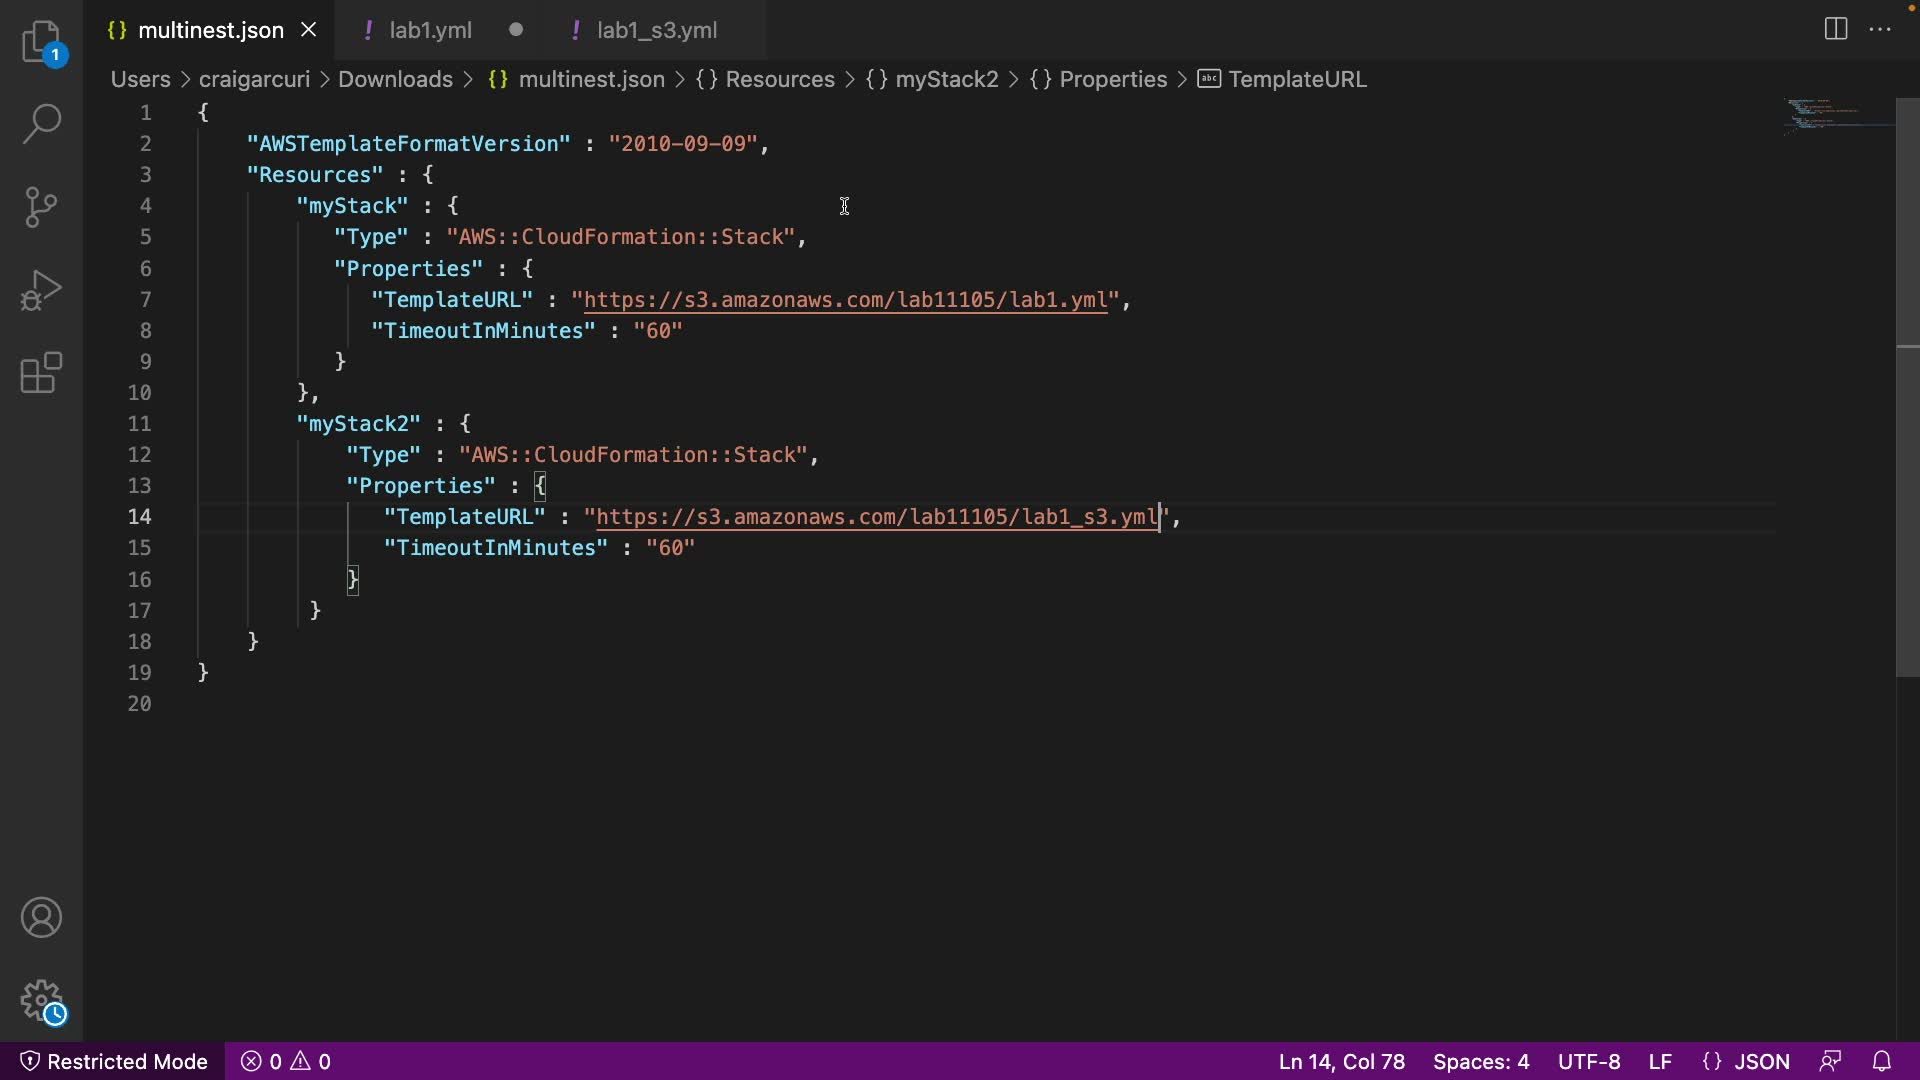 1
{} multinest.json
! lab1.yml
! lab1_s3.yml
Users > craigarcuri > Downloads > {} multinest.json > {} Resources > {} myStack2 > {} Properties > abc TemplateURL
1 {
2 "AWSTemplateFormatVersion" : "2010-09-09",
3 "Resources" : {
4 "myStack" : {
5 "Type" : "AWS::CloudFormation::Stack",
6 "Properties" : {
7 "TemplateURL" : "https://s3.amazonaws.com/lab11105/lab1.yml",
8 "TimeoutInMinutes" : "60"
9 }
10 },
11 "myStack2" : {
12 "Type" : "AWS::CloudFormation::Stack",
13 "Properties" : {
14 "TemplateURL" : "https://s3.amazonaws.com/lab11105/lab1_s3.yml",
15 "TimeoutInMinutes" : "60"
16 }
17 }
18 }
19 }
20
Restricted Mode 0 0 Ln 14, Col 78 Spaces: 4 UTF-8 LF {} JSON